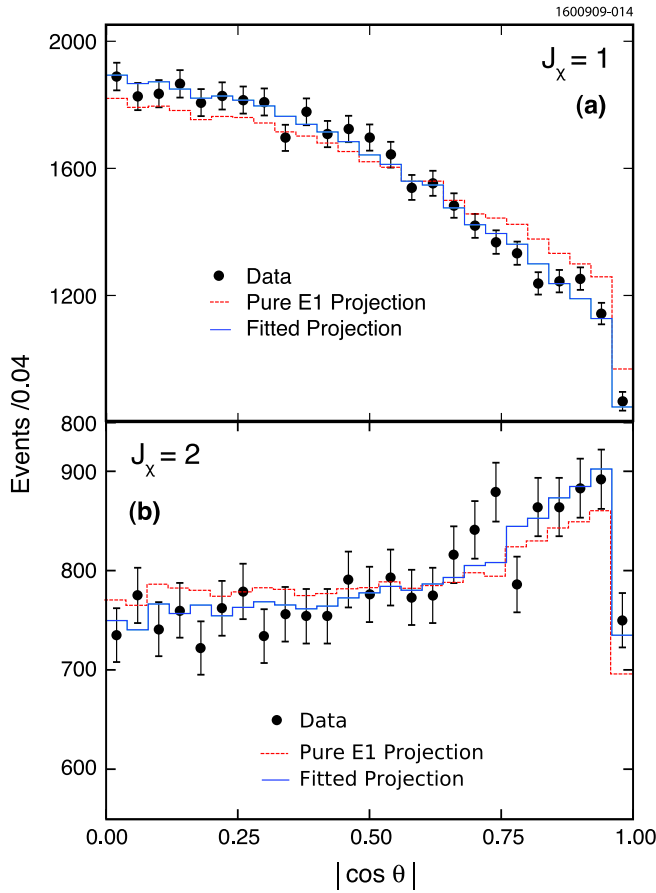 1600909-014
2000
J_χ = 1
(a)
1600
Data
Pure E1 Projection
Fitted Projection
1200
Events / 0.04
800
J_χ = 2
900
(b)
800
700
Data
Pure E1 Projection
Fitted Projection
600
0.00 0.25 0.50 0.75 1.00
| cos θ |